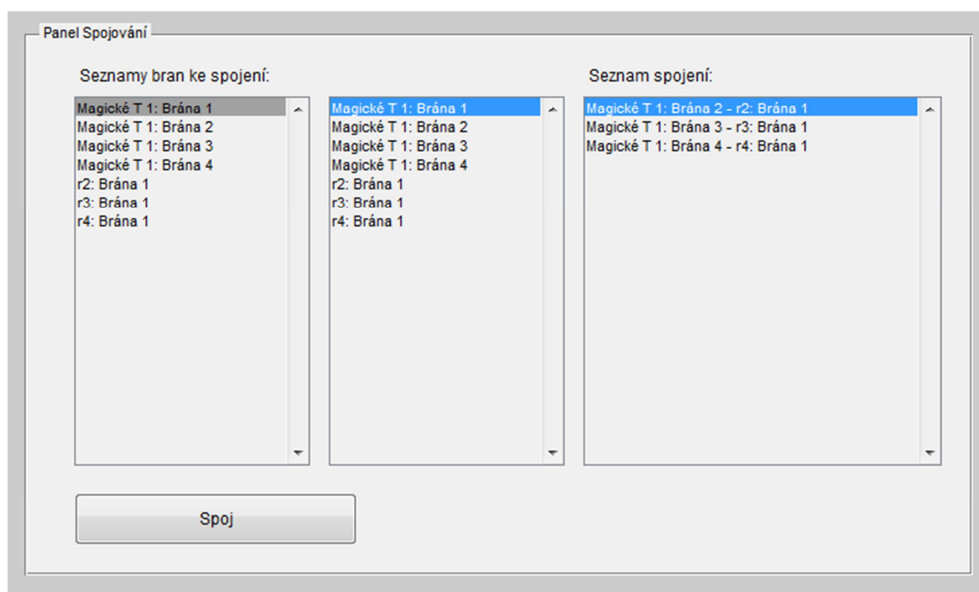 Panel Spojování
Seznamy bran ke spojení:
Magické T 1: Brána 1
Magické T 1: Brána 2
Magické T 1: Brána 3
Magické T 1: Brána 4
r2: Brána 1
r3: Brána 1
r4: Brána 1
Magické T 1: Brána 1
Magické T 1: Brána 2
Magické T 1: Brána 3
Magické T 1: Brána 4
r2: Brána 1
r3: Brána 1
r4: Brána 1
Seznam spojení:
Magické T 1: Brána 2 - r2: Brána 1
Magické T 1: Brána 3 - r3: Brána 1
Magické T 1: Brána 4 - r4: Brána 1
Spoj